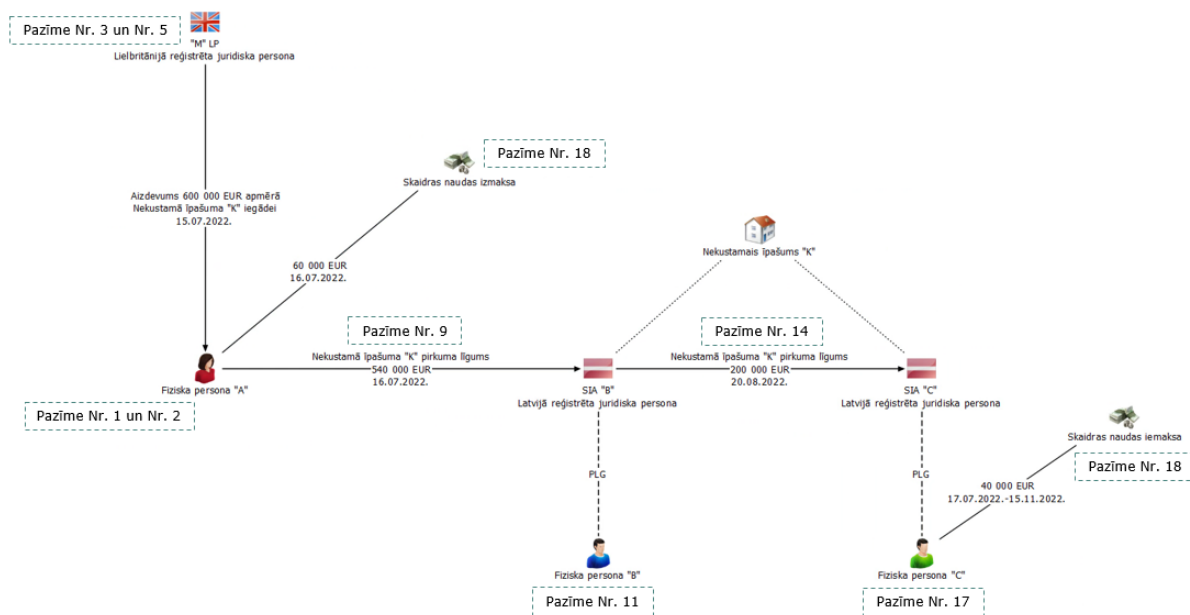 Pazīme Nr. 3 un Nr. 5
"M" LP
Lielbritānijā reģistrēta juridiska persona
Pazīme Nr. 18
Skaidras naudas izmaksa
Aizdevums 600 000 EUR apmērā
Nekustamā īpašuma "K" iegādei
15.07.2022.
Nekustamais īpašums "K"
60 000 EUR
16.07.2022.
Pazīme Nr. 9
Pazīme Nr. 14
Nekustamā īpašuma "K" pirkuma līgums
540 000 EUR
16.07.2022.
Nekustamā īpašuma "K" pirkuma līgums
200 000 EUR
20.08.2022.
Fiziska persona "A"
Pazīme Nr. 1 un Nr. 2
SIA "B"
Latvijā reģistrēta juridiska persona
SIA "C"
Latvijā reģistrēta juridiska persona
Skaidras naudas iemaksa
Pazīme Nr. 18
PLG
PLG
40 000 EUR
17.07.2022.-15.11.2022.
Fiziska persona "B"
Pazīme Nr. 11
Fiziska persona "C"
Pazīme Nr. 17